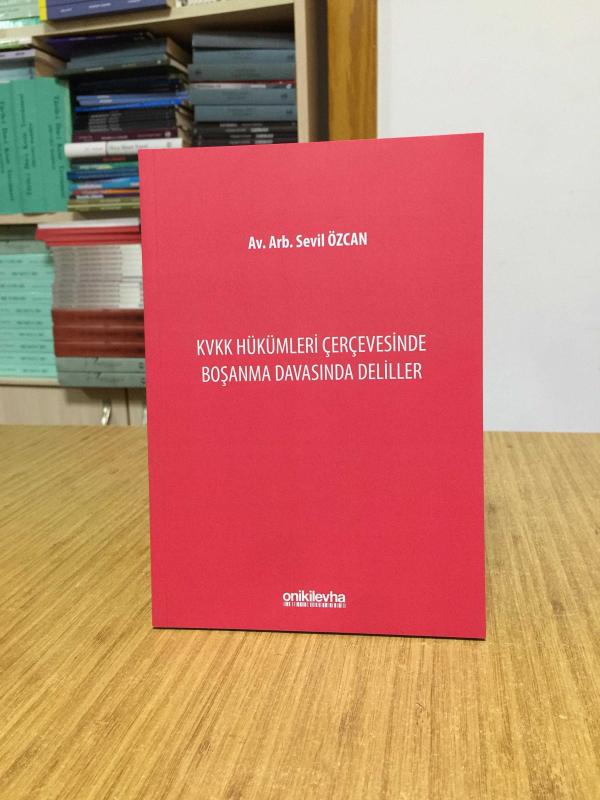 Av. Arb. Sevil ÖZCAN
KVKK HÜKÜMLERİ ÇERÇEVESİNDE
BOŞANMA DAVASINDA DELİLLER
onikilevha